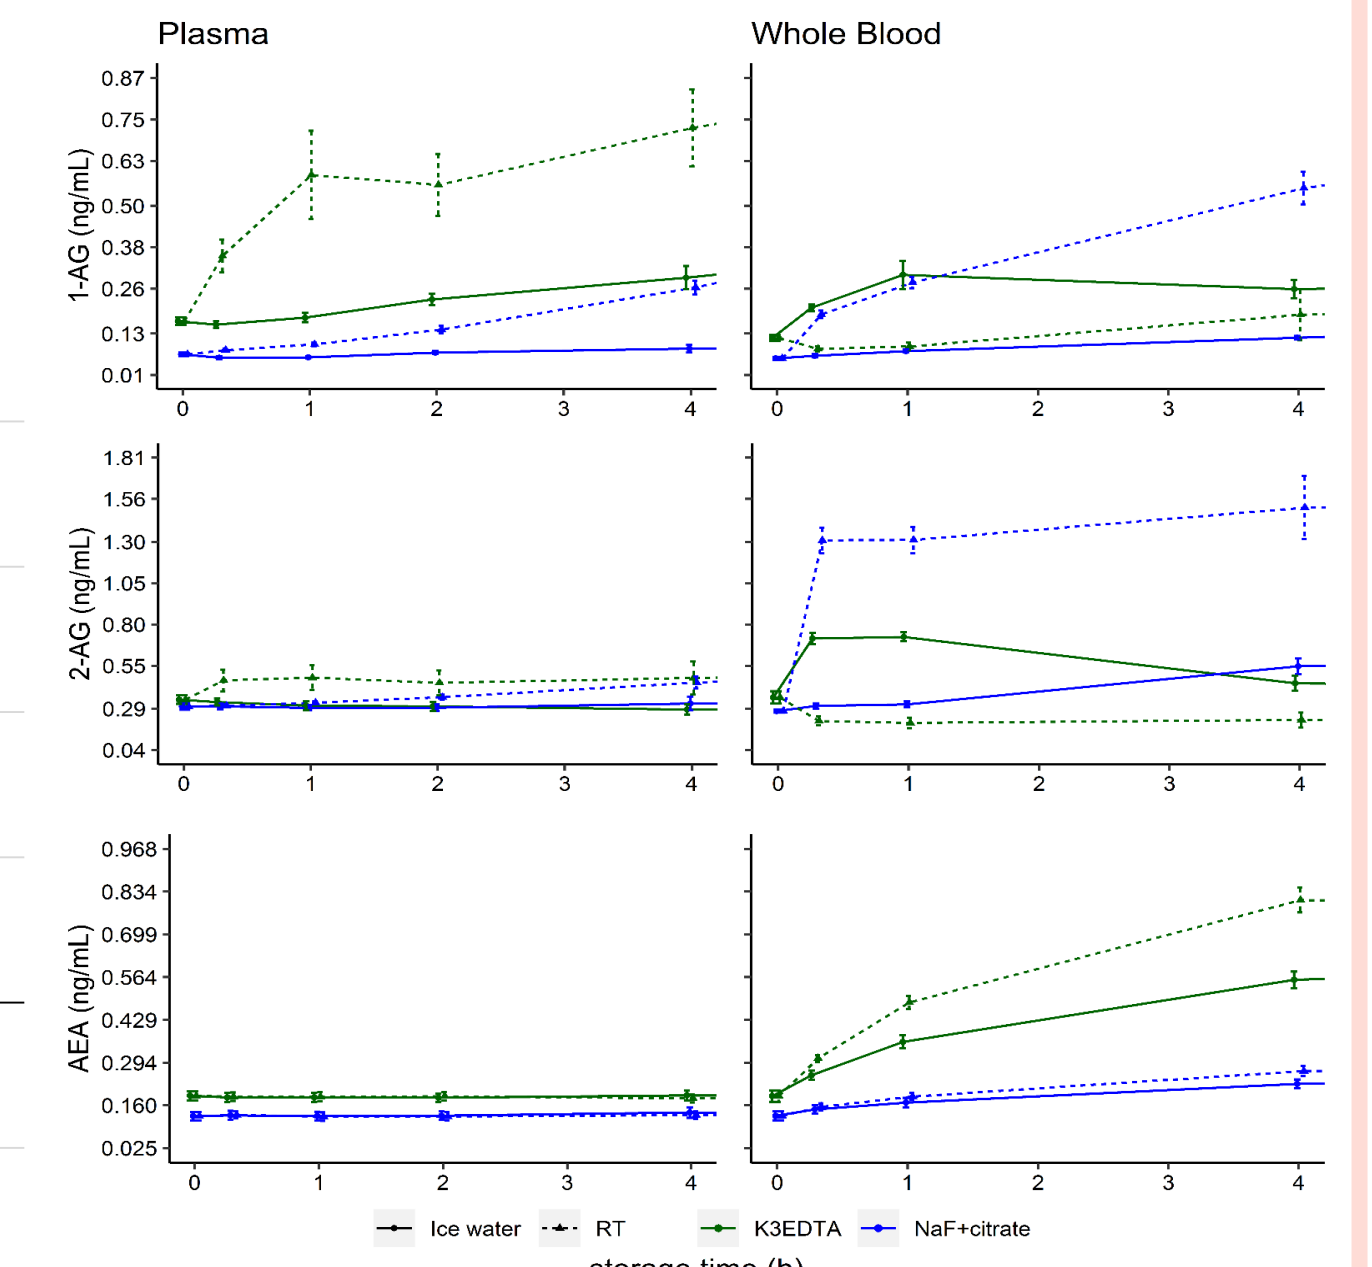 Plasma
Whole Blood
1-AG (ng/mL)
0.87
0.75
0.63
0.50
0.38
0.26
0.13
0.01
0 1 2 3 4
0 1 2 3 4
2-AG (ng/mL)
1.81
1.56
1.30
1.05
0.80
0.55
0.29
0.04
0 1 2 3 4
0 1 2 3 4
AEA (ng/mL)
0.968
0.834
0.699
0.564
0.429
0.294
0.160
0.025
0 1 2 3 4
0 1 2 3 4
Ice water RT K3EDTA NaF+citrate
storage time (h)